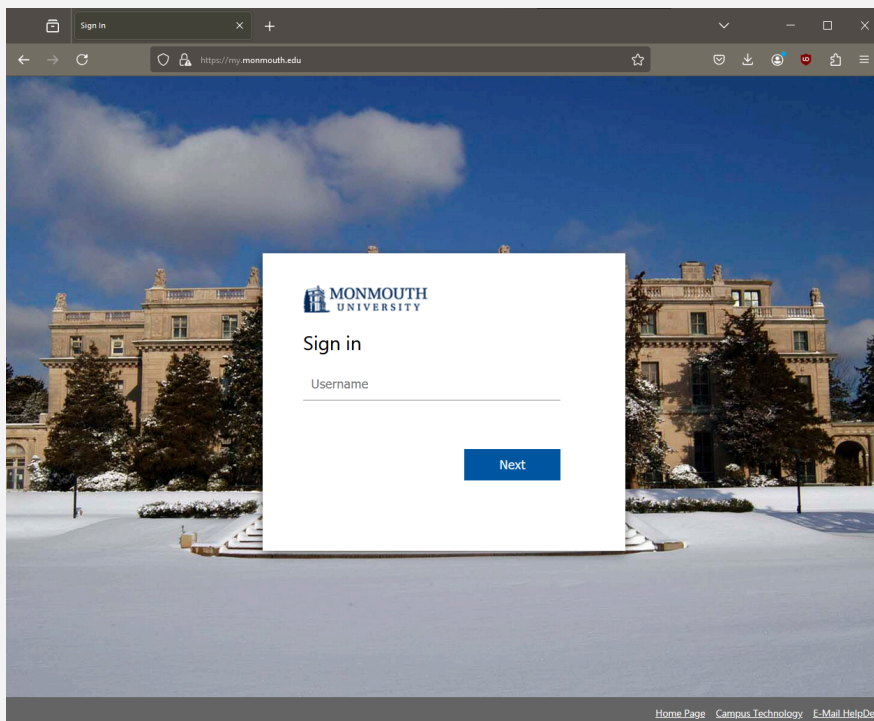 Sign In
https://my.monmouth.edu
MONMOUTH
UNIVERSITY
Sign in
Username
Next
Home Page Campus Technology E-Mail HelpDe